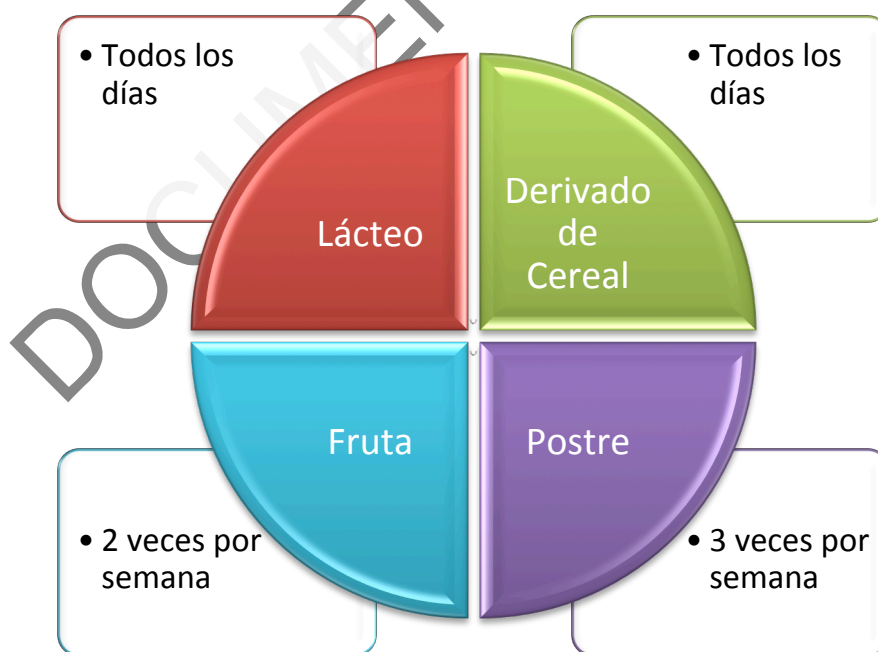 • Todos los
días
• Todos los
días
Lácteo
Derivado
de
Cereal
Fruta
Postre
• 2 veces por
semana
• 3 veces por
semana